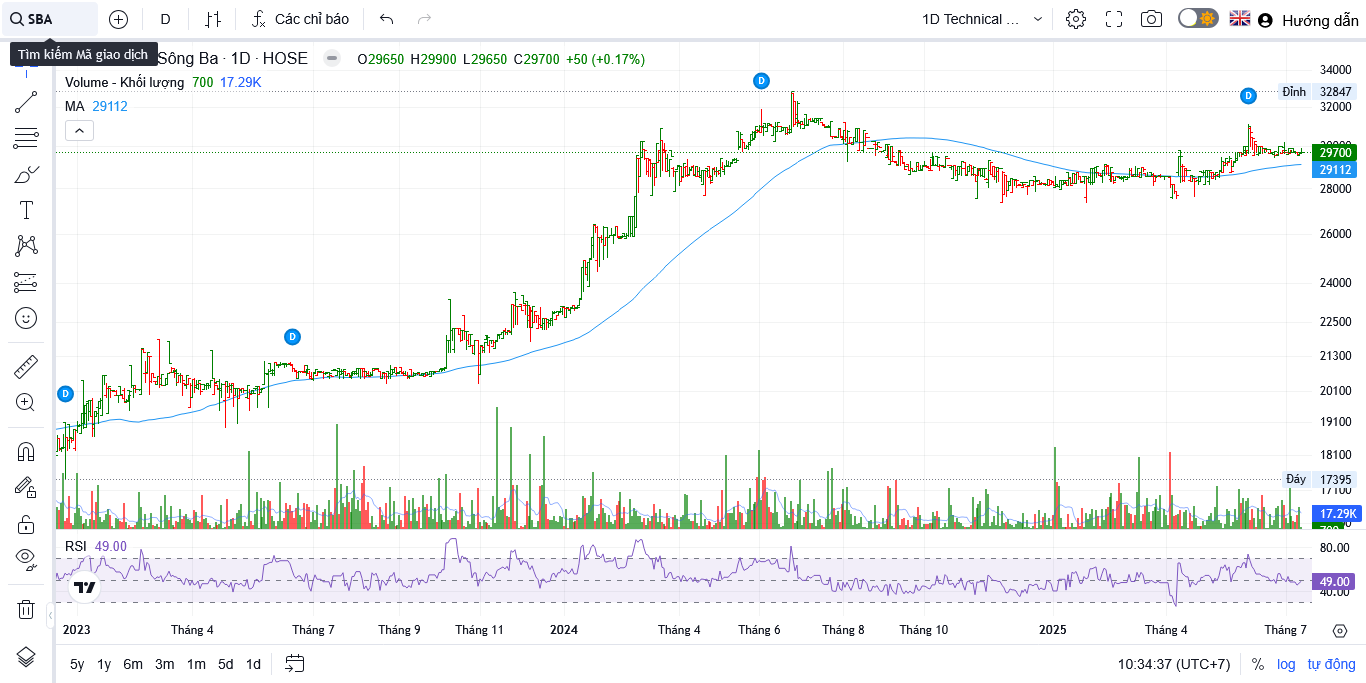 SBA
D
Các chỉ báo
1D Technical ...
Hướng dẫn
Tìm kiếm Mã giao dịch
Sông Ba · 1D · HOSE
O29650 H29900 L29650 C29700 +50 (+0.17%)
Volume - Khối lượng 700 17.29K
MA 29112
D
D
D
D
34000
Đỉnh 32847
32000
29700
29112
28000
26000
24000
22500
21300
20100
19100
18100
Đáy 17395
17100
17.29K
RSI 49.00
80.00
49.00
40.00
2023 Tháng 4 Tháng 7 Tháng 9 Tháng 11 2024 Tháng 4 Tháng 6 Tháng 8 Tháng 10 2025 Tháng 4 Tháng 7
5y 1y 6m 3m 1m 5d 1d
10:34:37 (UTC+7) % log tự động